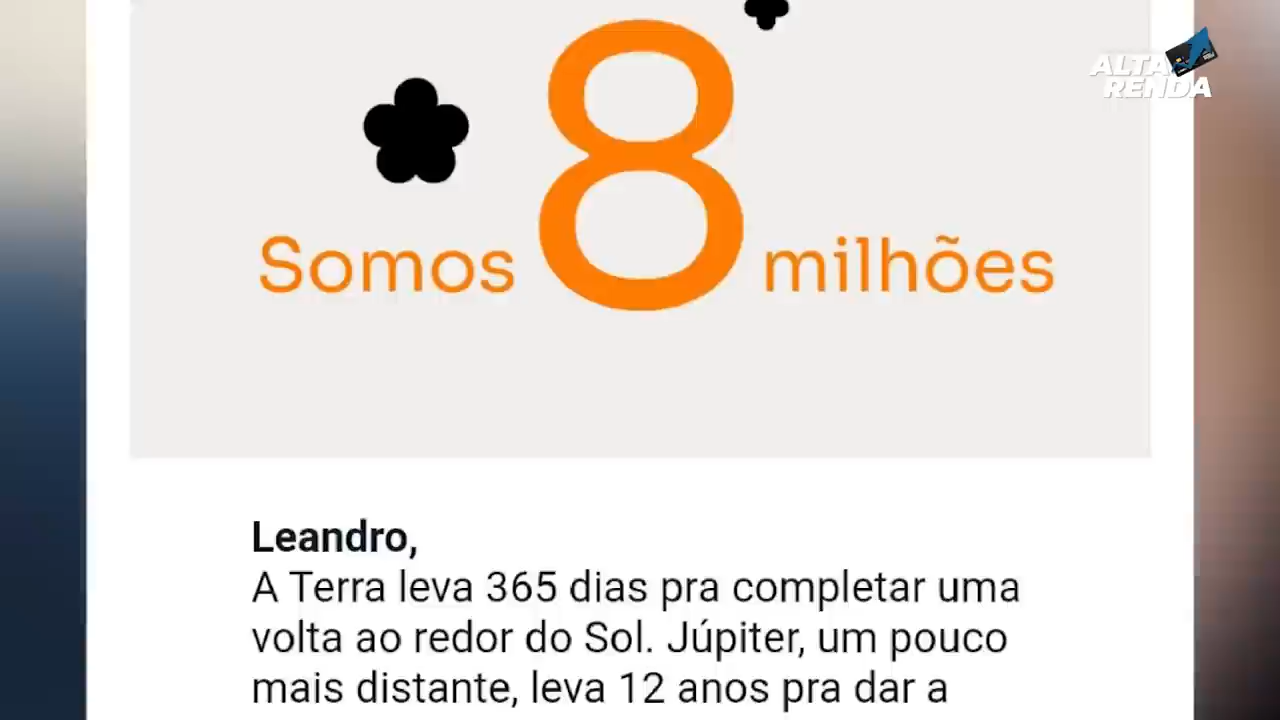 ALTA
RENDA
Somos 8 milhões
Leandro,
A Terra leva 365 dias pra completar uma
volta ao redor do Sol. Júpiter, um pouco
mais distante, leva 12 anos pra dar a